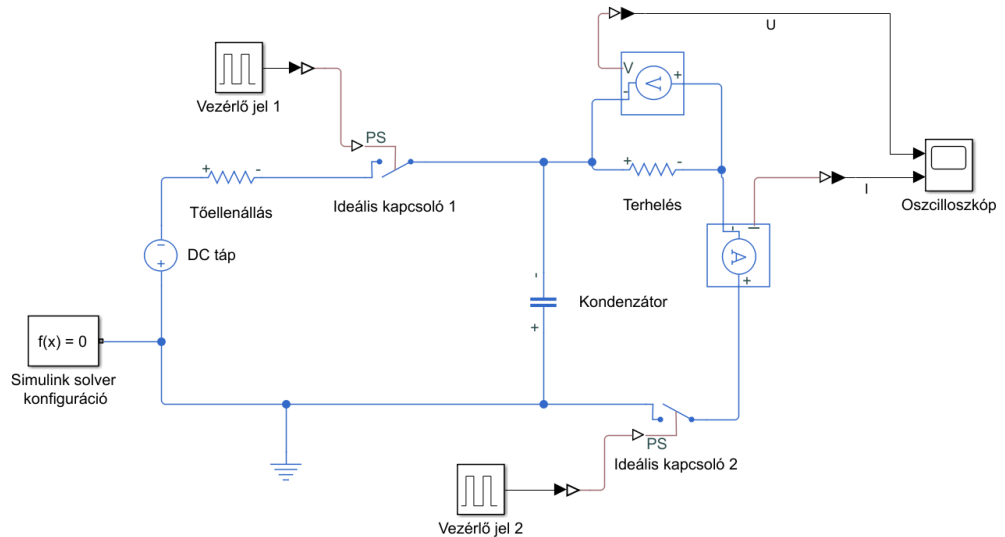 U
V
+
-
Vezérlő jel 1
PS
+
-
+
-
Tőellenállás
Ideális kapcsoló 1
Terhelés
I
Oszcilloszkóp
-
I
A
+
-
+
DC táp
-
+
Kondenzátor
f(x) = 0
Simulink solver
konfiguráció
PS
Ideális kapcsoló 2
Vezérlő jel 2